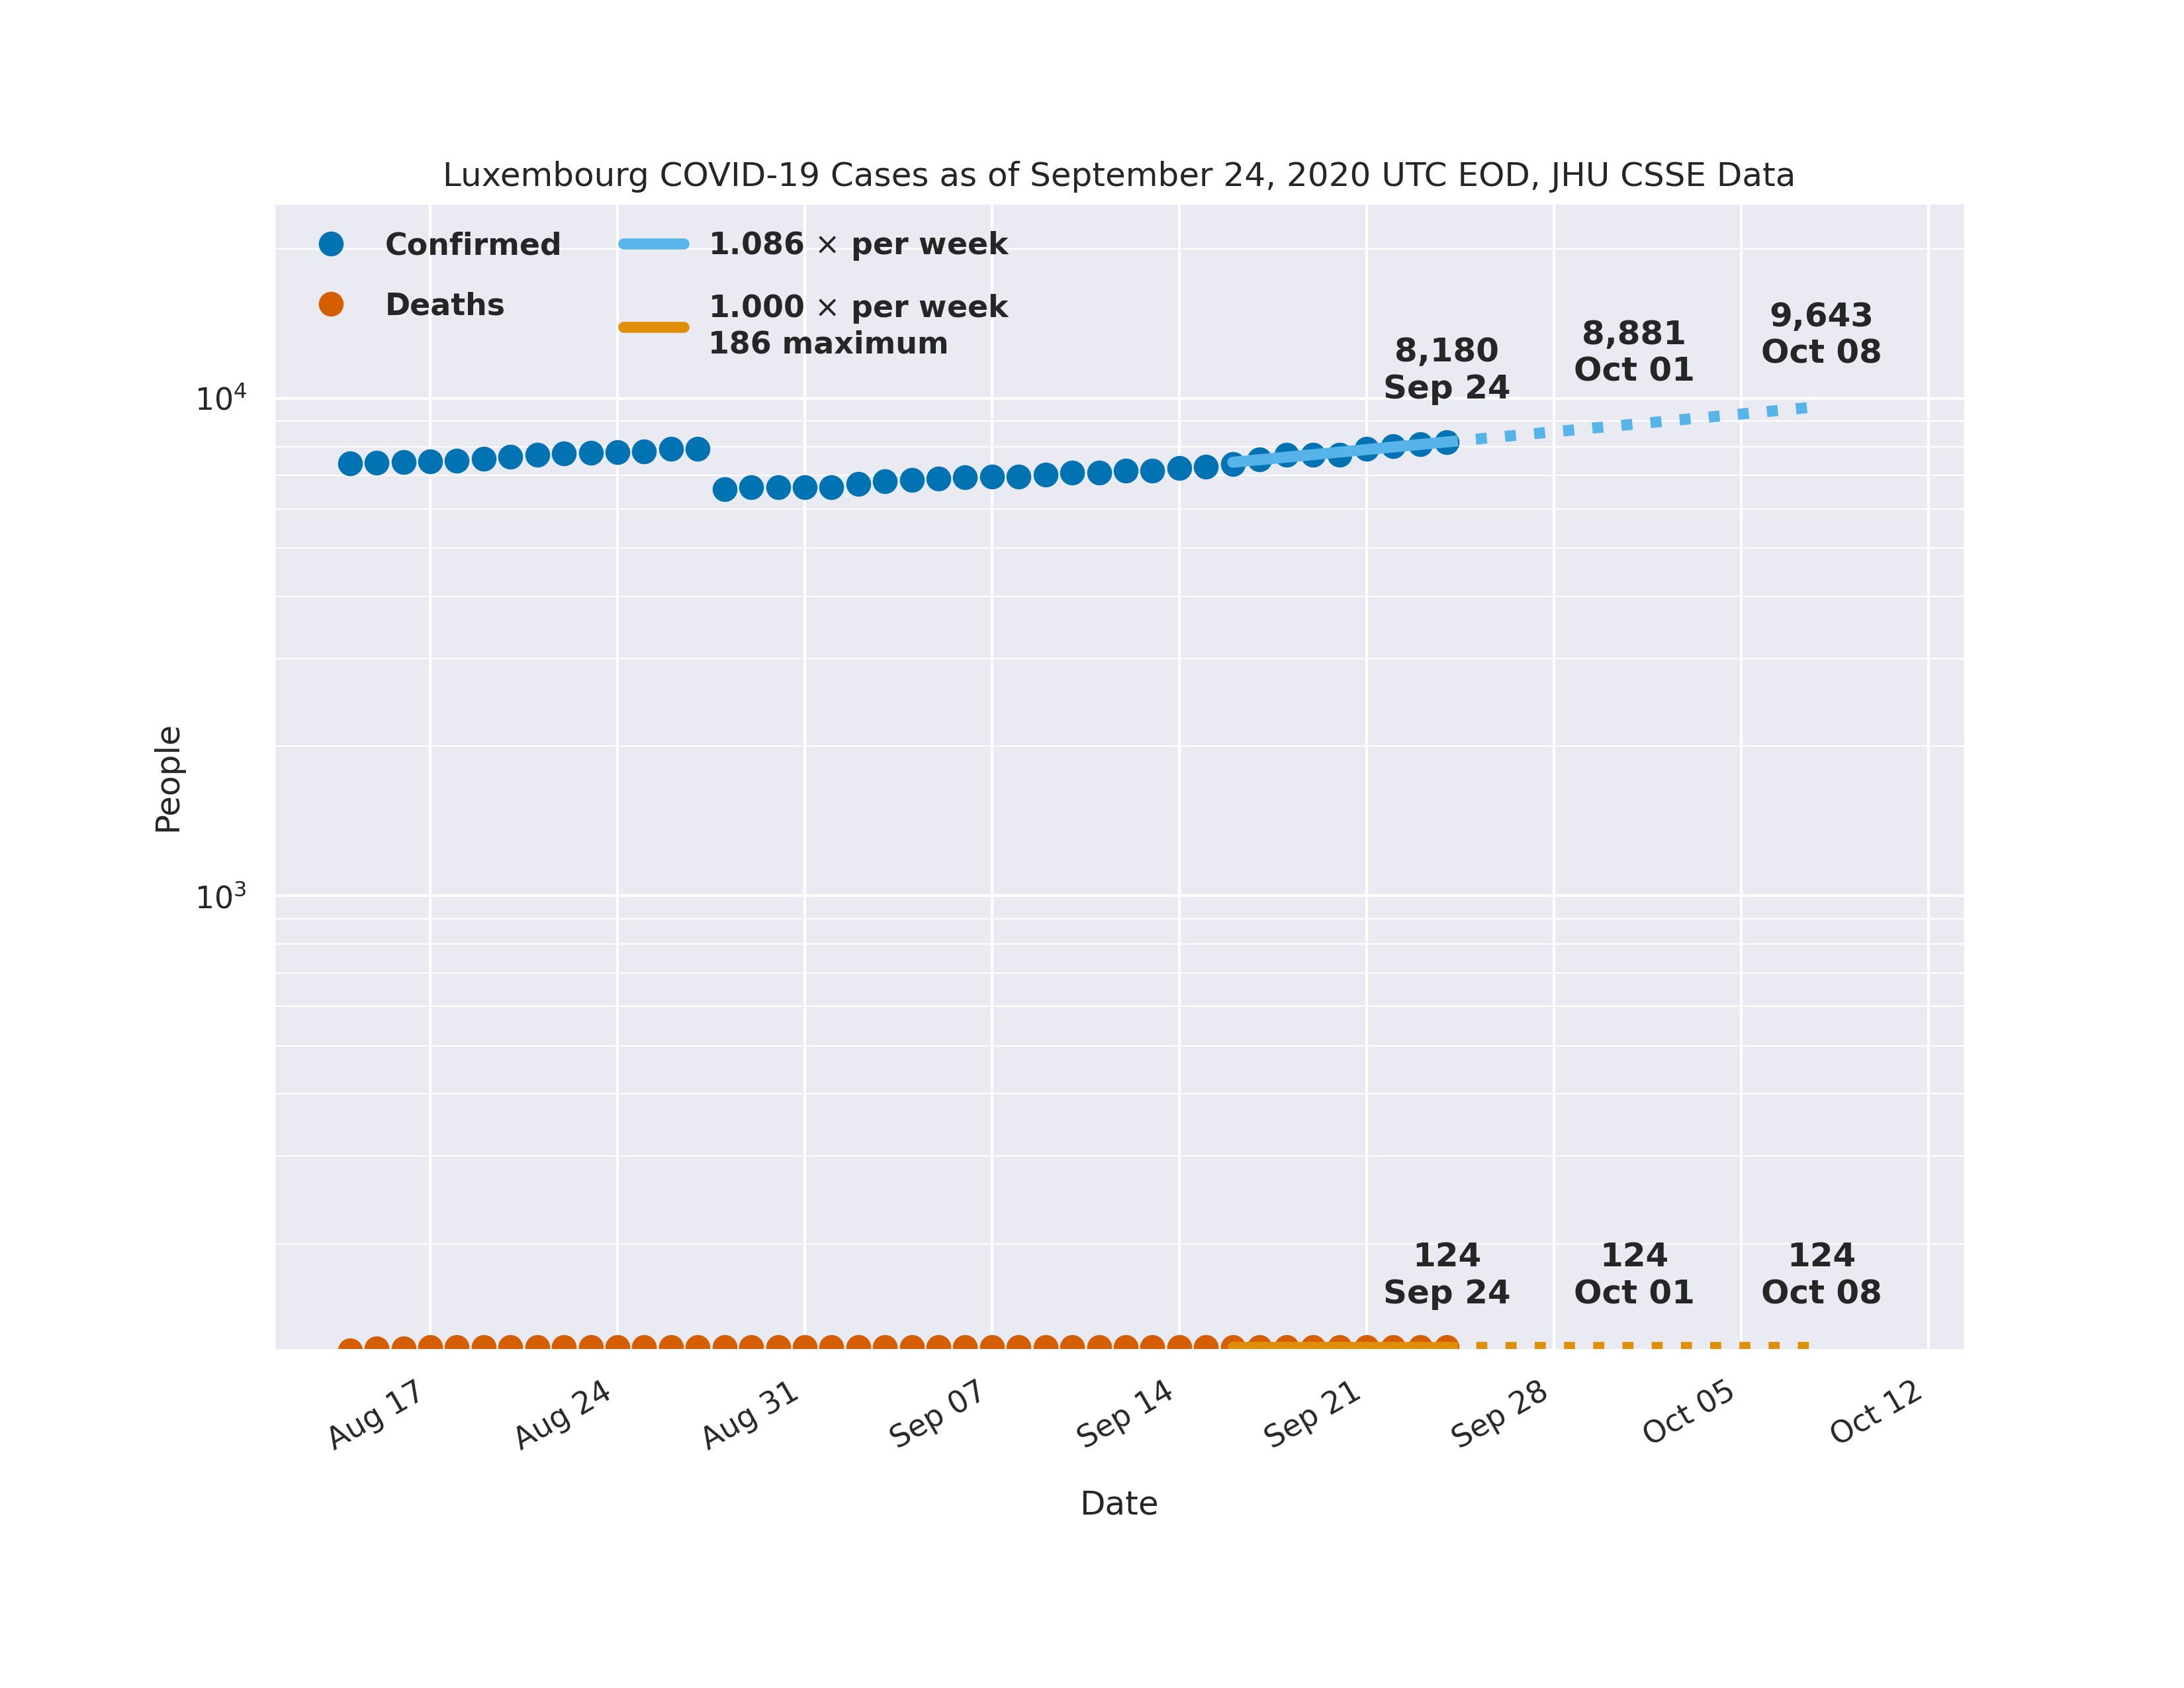 Luxembourg COVID-19 Cases as of September 24, 2020 UTC EOD, JHU CSSE Data
Confirmed
Deaths
1.086 × per week
1.000 × per week
186 maximum
8,180
Sep 24
8,881
Oct 01
9,643
Oct 08
10⁴
10³
People
124
Sep 24
124
Oct 01
124
Oct 08
Aug 17
Aug 24
Aug 31
Sep 07
Sep 14
Sep 21
Sep 28
Oct 05
Oct 12
Date